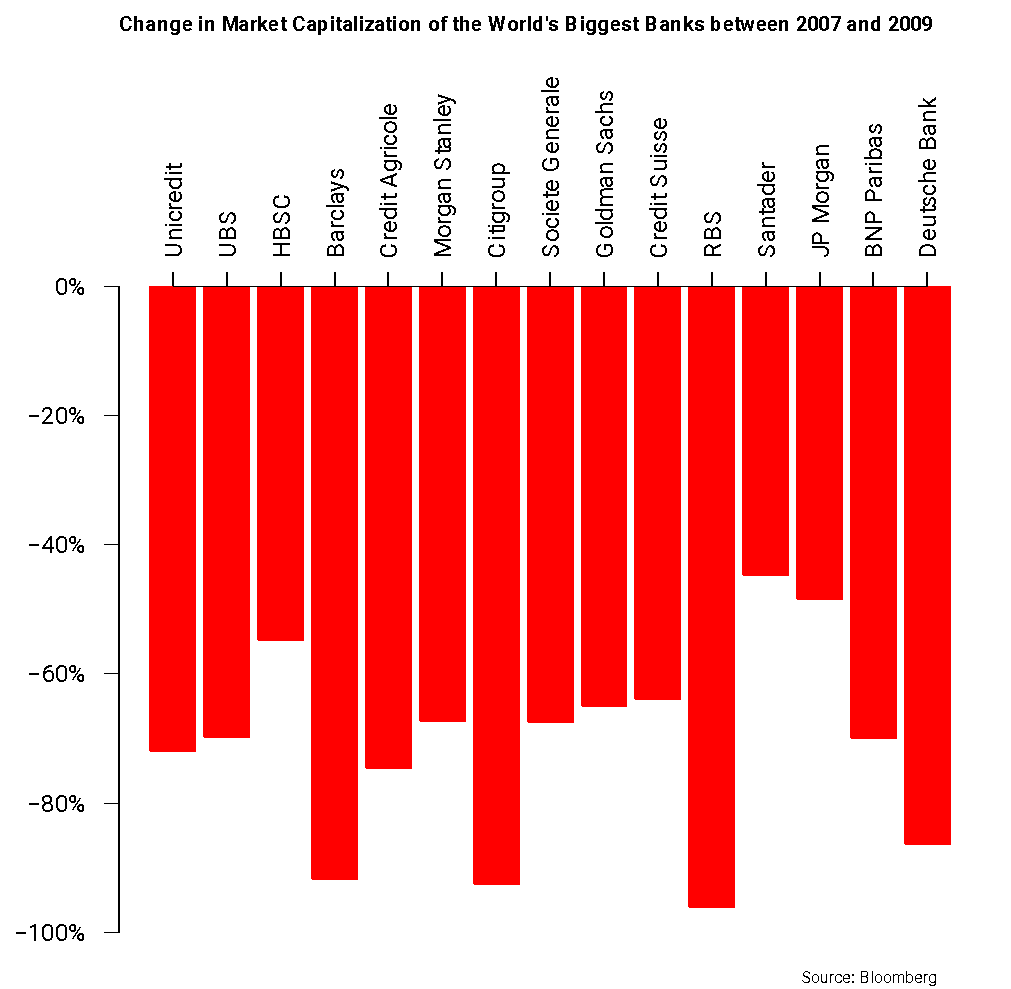 Change in Market Capitalization of the World's Biggest Banks between 2007 and 2009
Unicredit
UBS
HBSC
Barclays
Credit Agricole
Morgan Stanley
Citigroup
Societe Generale
Goldman Sachs
Credit Suisse
RBS
Santader
JP Morgan
BNP Paribas
Deutsche Bank
0%
−20%
−40%
−60%
−80%
−100%
Source: Bloomberg